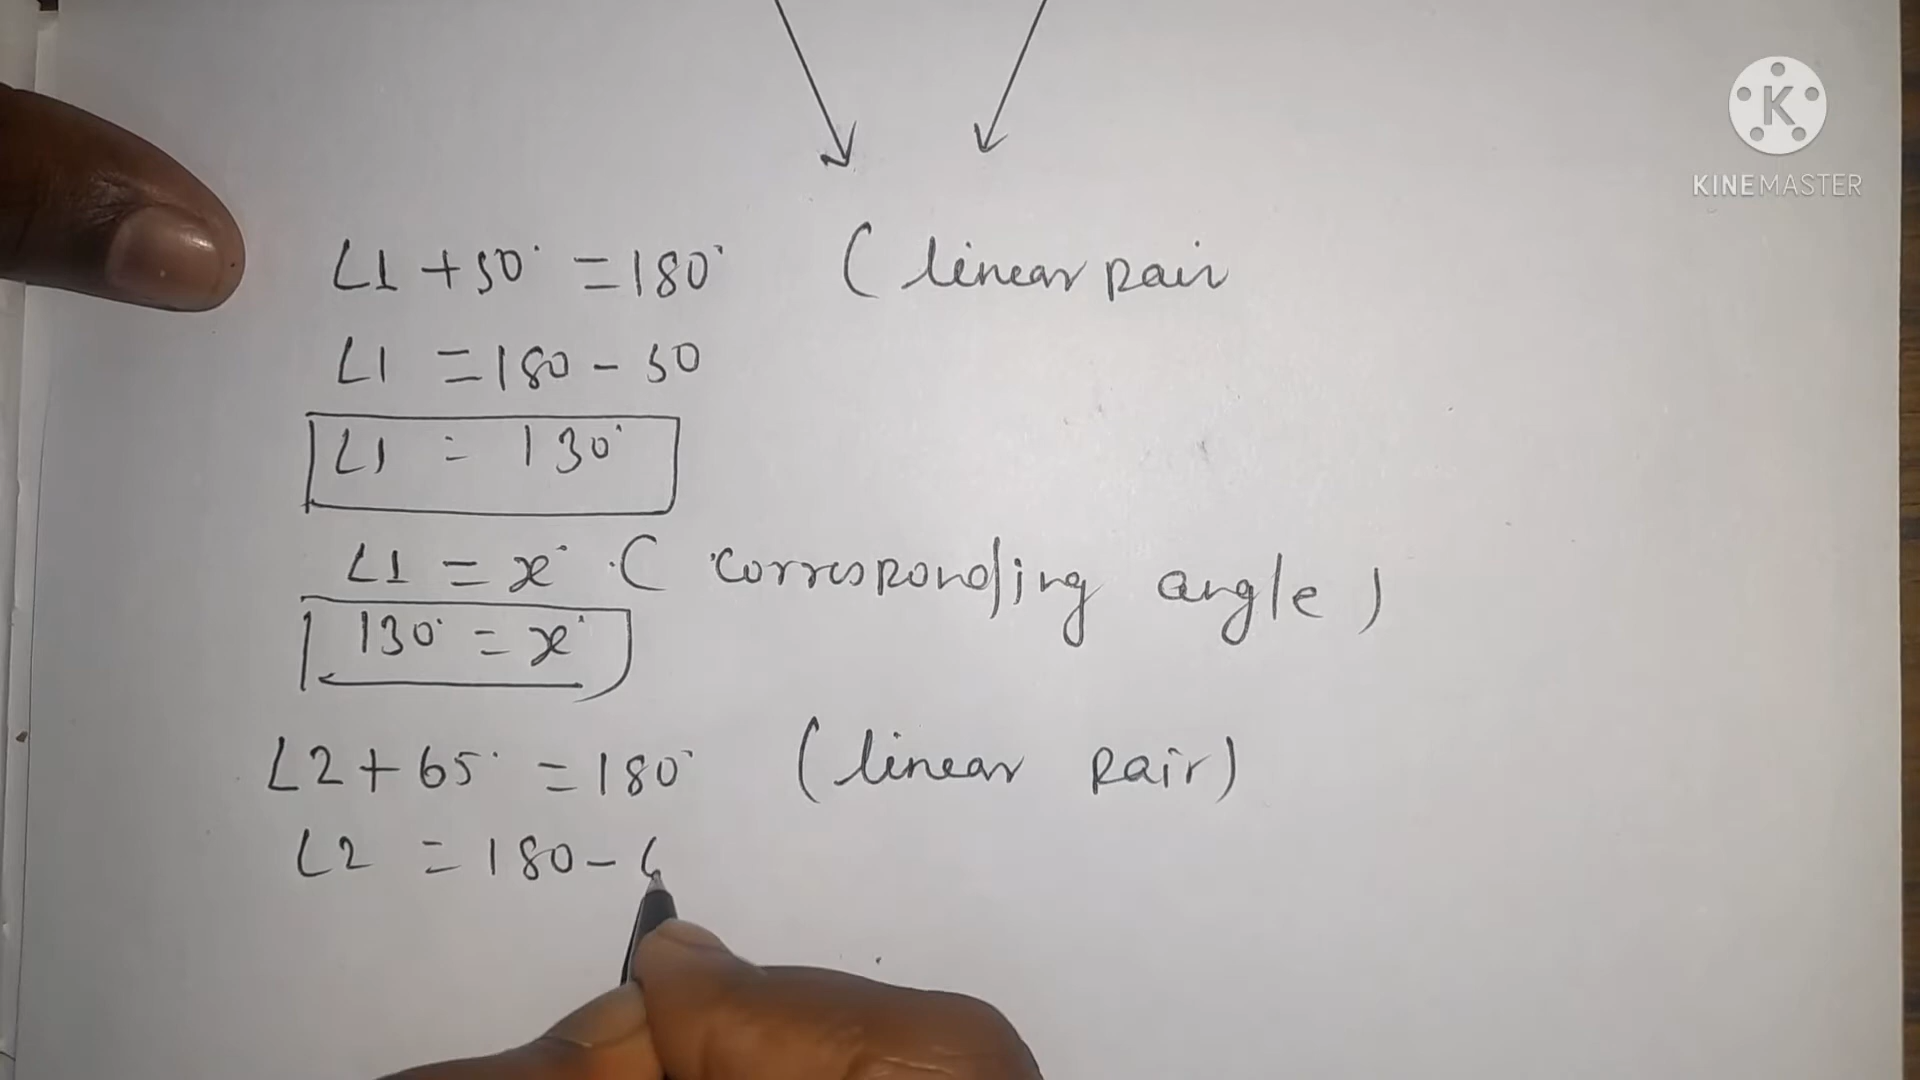 K
KINEMASTER
∠1 + 50° = 180° (linear pair
∠1 = 180 - 50
∠1 = 130°
∠1 = x° (corresponding angle)
130° = x°
∠2 + 65° = 180° (linear pair)
∠2 = 180 - 6